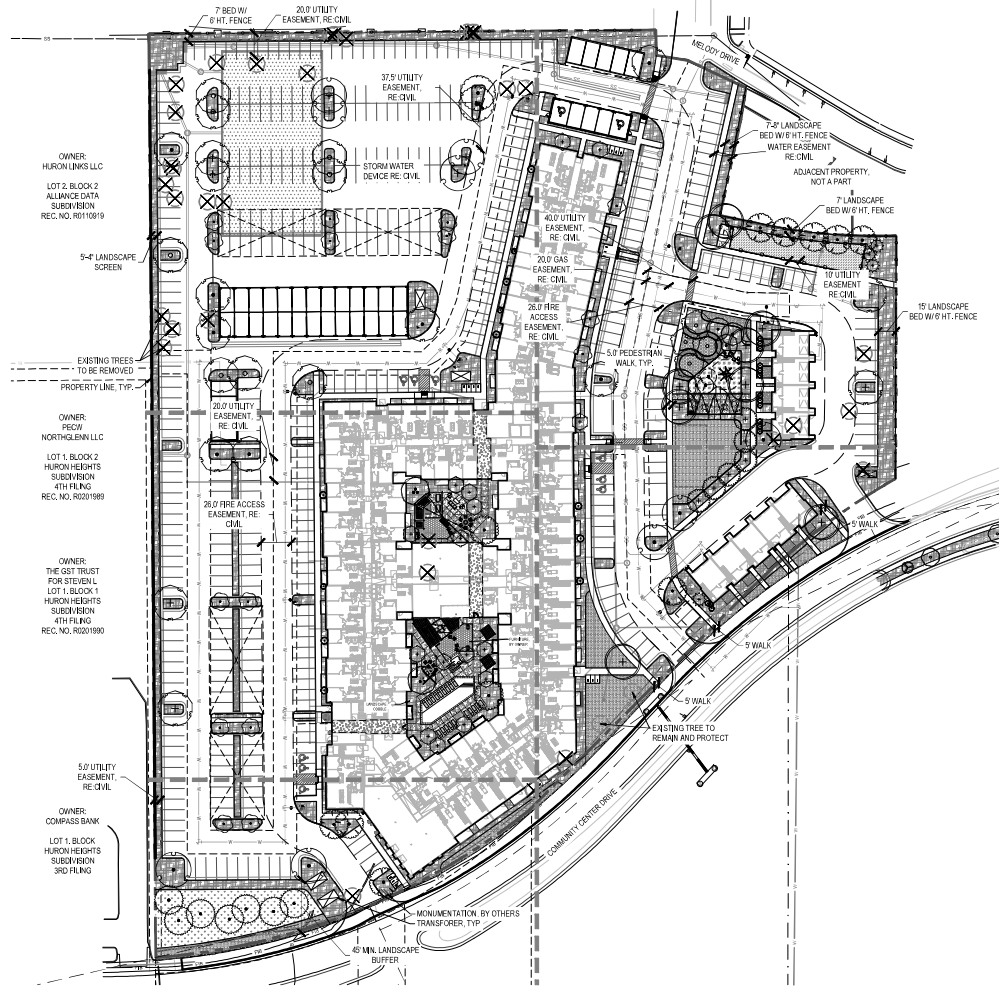 7' BED W/
6' HT. FENCE
20.0' UTILITY
EASEMENT, RE:CIVIL
MELODY DRIVE
37.5' UTILITY
EASEMENT,
RE:CIVIL
7'-8" LANDSCAPE
BED W/ 6' HT. FENCE
WATER EASEMENT
RE:CIVIL
ADJACENT PROPERTY,
NOT A PART
OWNER:
HURON LINKS LLC
LOT 2. BLOCK 2
ALLIANCE DATA
SUBDIVISION
REC. NO. R0110919
STORM WATER
DEVICE RE: CIVIL
7' LANDSCAPE
BED W/ 6' HT. FENCE
40.0' UTILITY
EASEMENT,
RE: CIVIL
5'-4" LANDSCAPE
SCREEN
20.0' GAS
EASEMENT,
RE: CIVIL
10' UTILITY
EASEMENT
RE:CIVIL
26.0' FIRE
ACCESS
EASEMENT,
RE: CIVIL
15' LANDSCAPE
BED W/ 6' HT. FENCE
EXISTING TREES
TO BE REMOVED
5.0' PEDESTRIAN
WALK, TYP.
PROPERTY LINE, TYP.
20.0' UTILITY
EASEMENT,
RE: CIVIL
OWNER:
PECW
NORTHGLENN LLC
LOT 1. BLOCK 2
HURON HEIGHTS
SUBDIVISION
4TH FILING
REC. NO. R0201989
26.0' FIRE ACCESS
EASEMENT, RE:
CIVIL
5' WALK
OWNER:
THE GST TRUST
FOR STEVEN L
LOT 1. BLOCK 1
HURON HEIGHTS
SUBDIVISION
4TH FILING
REC. NO. R0201990
FURNITURE
BY OWNER
5' WALK
LANDSCAPE
COBBLE
5' WALK
EXISTING TREE TO
REMAIN AND PROTECT
5.0' UTILITY
EASEMENT,
RE:CIVIL
COMMUNITY CENTER DRIVE
OWNER:
COMPASS BANK
LOT 1. BLOCK
HURON HEIGHTS
SUBDIVISION
3RD FILING
MONUMENTATION, BY OTHERS
TRANSFORER, TYP
45' MIN. LANDSCAPE
BUFFER